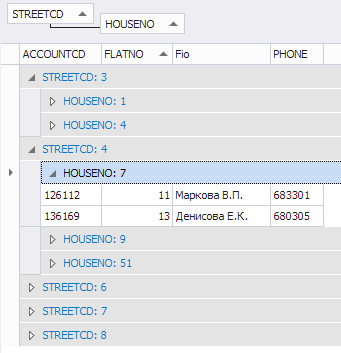 STREETCD
HOUSENO
ACCOUNTCD FLATNO Fio PHONE
STREETCD: 3
HOUSENO: 1
HOUSENO: 4
STREETCD: 4
HOUSENO: 7
126112 11 Маркова В.П. 683301
136169 13 Денисова Е.К. 680305
HOUSENO: 9
HOUSENO: 51
STREETCD: 6
STREETCD: 7
STREETCD: 8